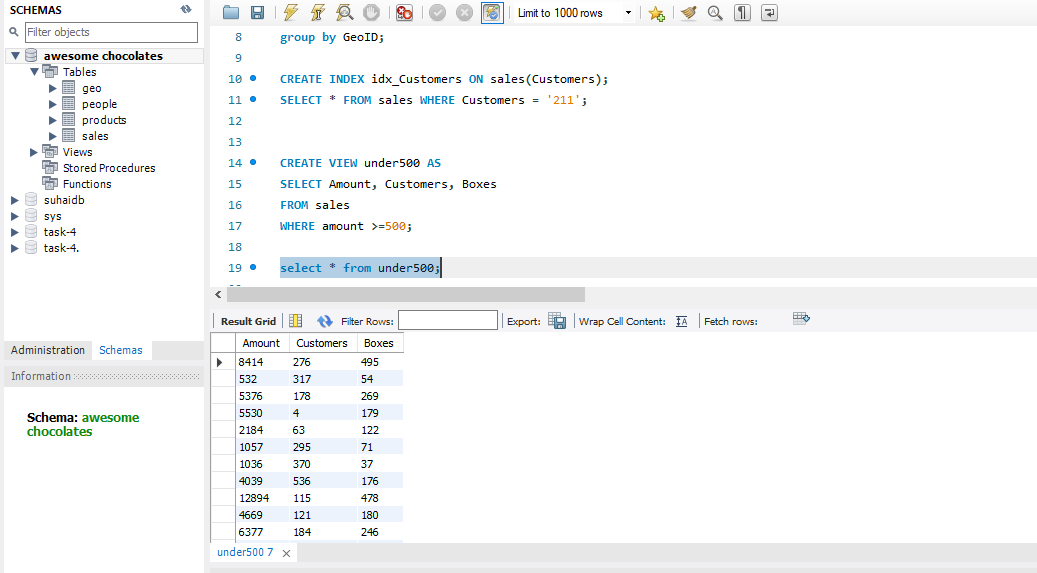 SCHEMAS
Filter objects
awesome chocolates
Tables
geo
people
products
sales
Views
Stored Procedures
Functions
suhaidb
sys
task-4
task-4.
Administration Schemas
Information
Schema: awesome
chocolates
Limit to 1000 rows
8 group by GeoID;
9
10 CREATE INDEX idx_Customers ON sales(Customers);
11 SELECT * FROM sales WHERE Customers = '211';
12
13
14 CREATE VIEW under500 AS
15 SELECT Amount, Customers, Boxes
16 FROM sales
17 WHERE amount >=500;
18
19 select * from under500;
Result Grid Filter Rows: Export: Wrap Cell Content: Fetch rows:
Amount Customers Boxes
8414 276 495
532 317 54
5376 178 269
5530 4 179
2184 63 122
1057 295 71
1036 370 37
4039 536 176
12894 115 478
4669 121 180
6377 184 246
under500 7